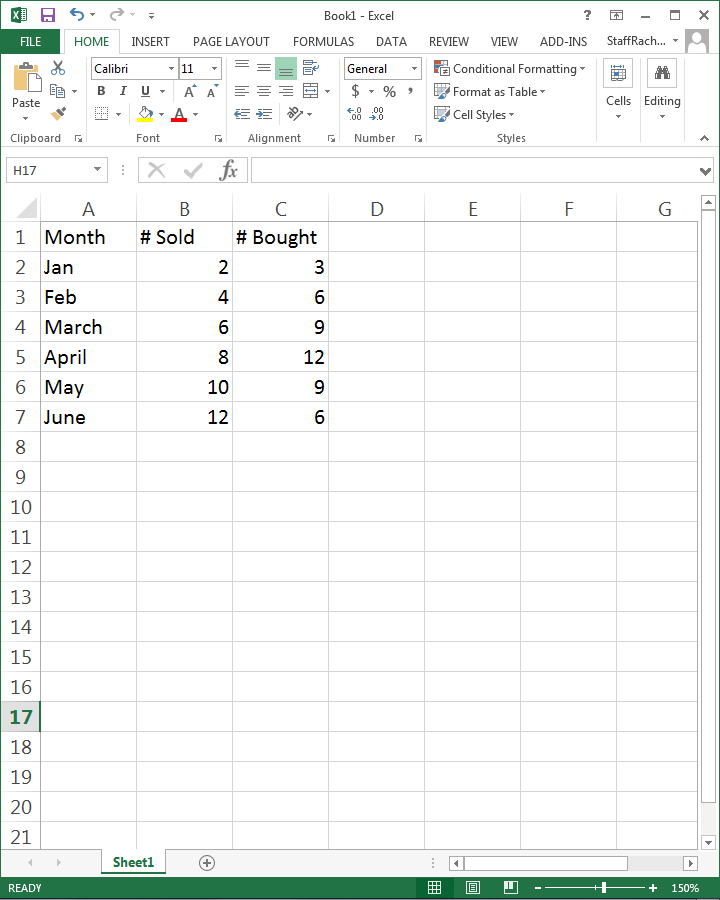 Book1 - Excel
FILE HOME INSERT PAGE LAYOUT FORMULAS DATA REVIEW VIEW ADD-INS StaffRach...
Calibri 11 General Conditional Formatting
Paste B I U A A $ % , Format as Table Cells Editing
A Cell Styles
Clipboard Font Alignment Number Styles
H17 fx
A B C D E F G
1 Month # Sold # Bought
2 Jan 2 3
3 Feb 4 6
4 March 6 9
5 April 8 12
6 May 10 9
7 June 12 6
8
9
10
11
12
13
14
15
16
17
18
19
20
21
Sheet1
READY 150%